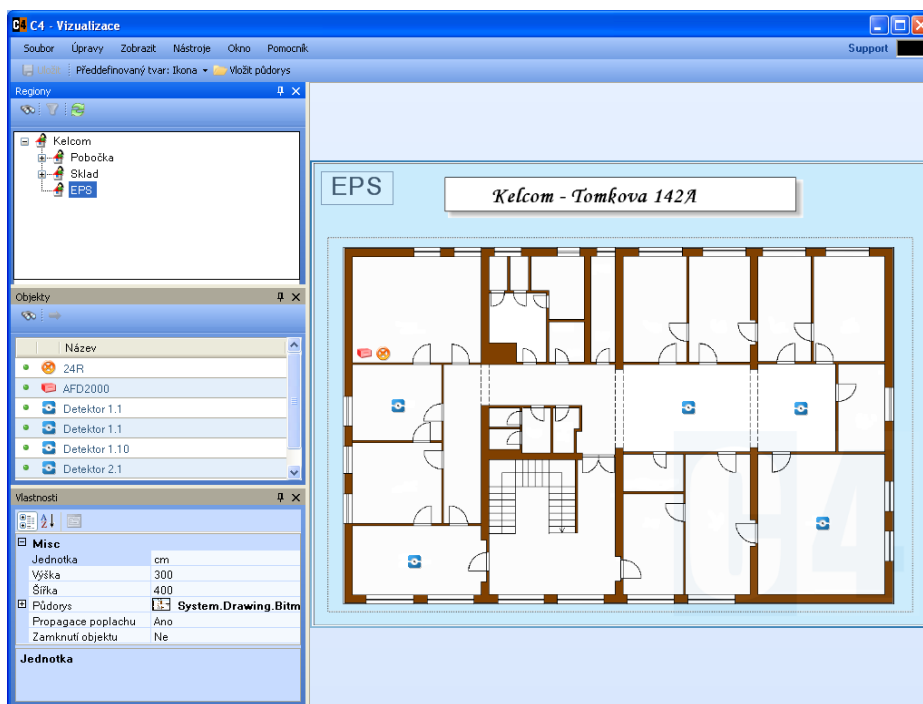 C4 C4 - Vizualizace
Soubor Úpravy Zobrazit Nástroje Okno Pomocník Support
Předdefinovaný tvar: Ikona Vložit půdorys
Regiony
Kelcom
Pobočka
Sklad
EPS
Objekty
Název
24R
AFD2000
Detektor 1.1
Detektor 1.1
Detektor 1.10
Detektor 2.1
Vlastnosti
Misc
Jednotka cm
Výška 300
Šířka 400
Půdorys System.Drawing.Bitm
Propagace poplachu Ano
Zamknutí objektu Ne
Jednotka
EPS
Kelcom - Tomkova 142A
C4